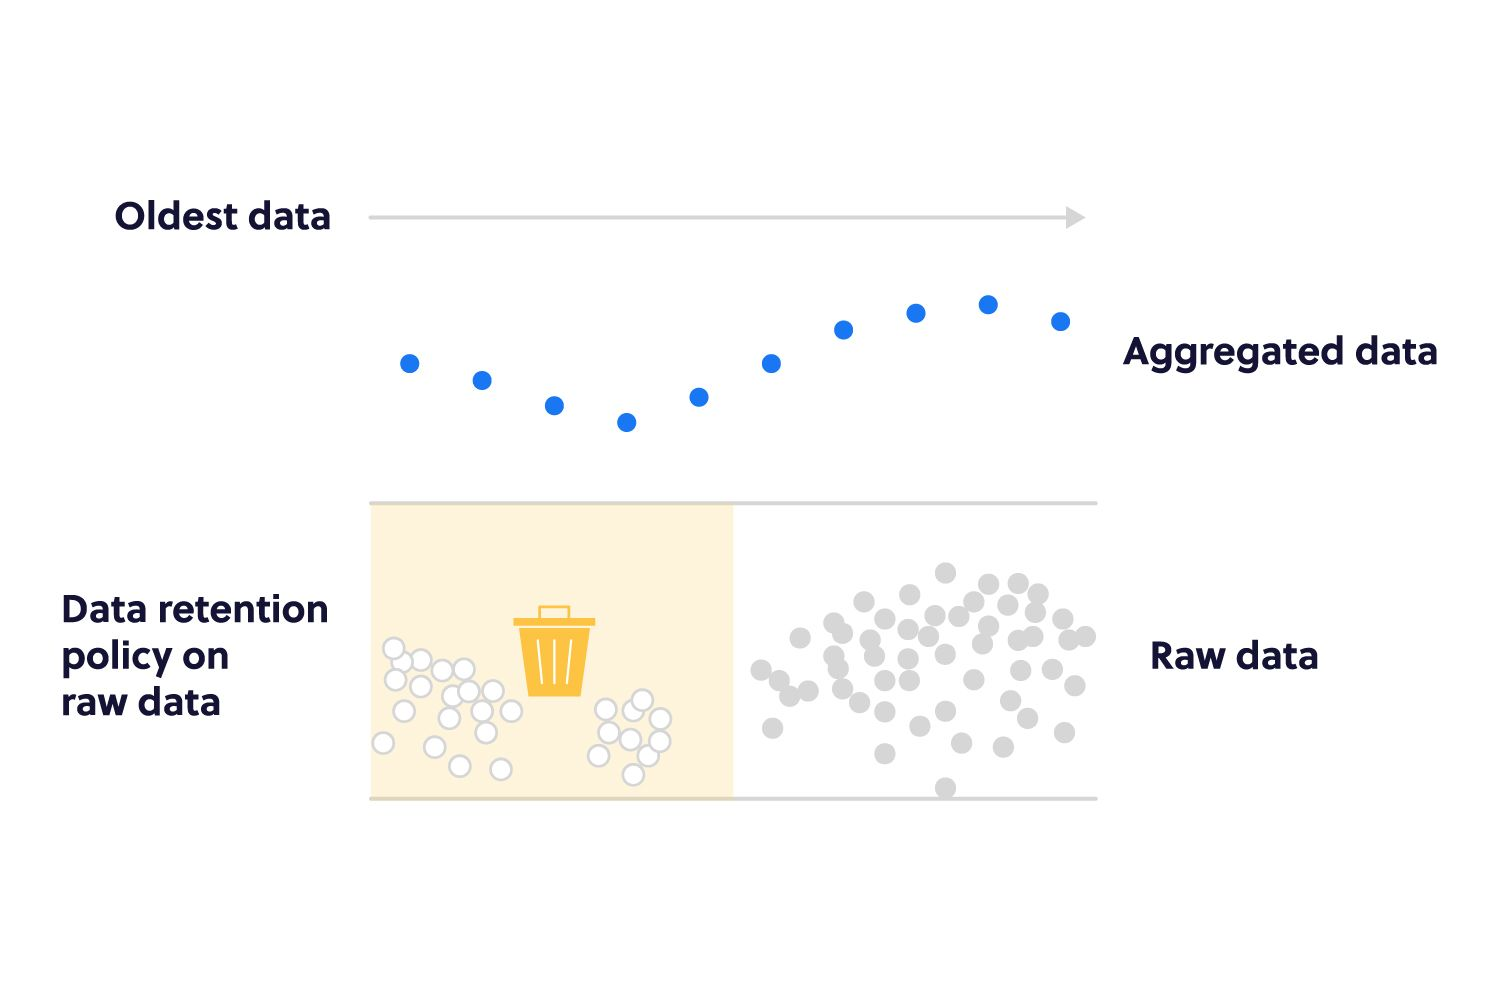 Oldest data
Aggregated data
Data retention
policy on
raw data
Raw data